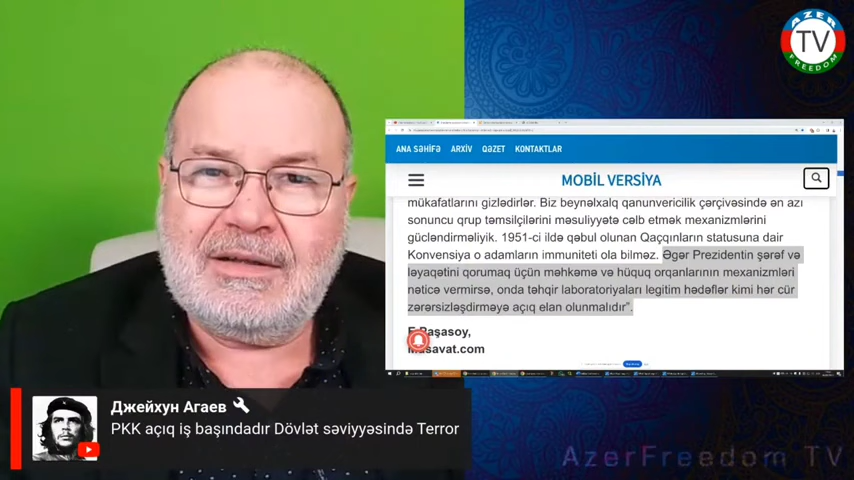 AZER
TV
FREEDOM
ANA SƏHİFƏ ARXİV QƏZET KONTAKTLAR
MOBİL VERSİYA
mükafatlarını gizlədirlər. Biz beynəlxalq qanunvericilik çərçivəsində ən azı
sonuncu qrup təmsilçilərini məsuliyyətə cəlb etmək mexanizmlərini
gücləndirməliyik. 1951-ci ildə qəbul olunan Qaçqınların statusuna dair
Konvensiya o adamların immuniteti ola bilməz. Əgər Prezidentin şərəf və
ləyaqətini qorumaq üçün məhkəmə və hüquq orqanlarının mexanizmləri
nəticə vermirsə, onda təhqir laboratoriyaları legitim hədəflər kimi hər cür
zərərsizləşdirməyə açıq elan olunmalıdır”.
E.Paşasoy,
Musavat.com
Джейхун Агаев
PKK açıq iş başındadır Dövlət səviyyəsində Terror
AzerFreedom TV